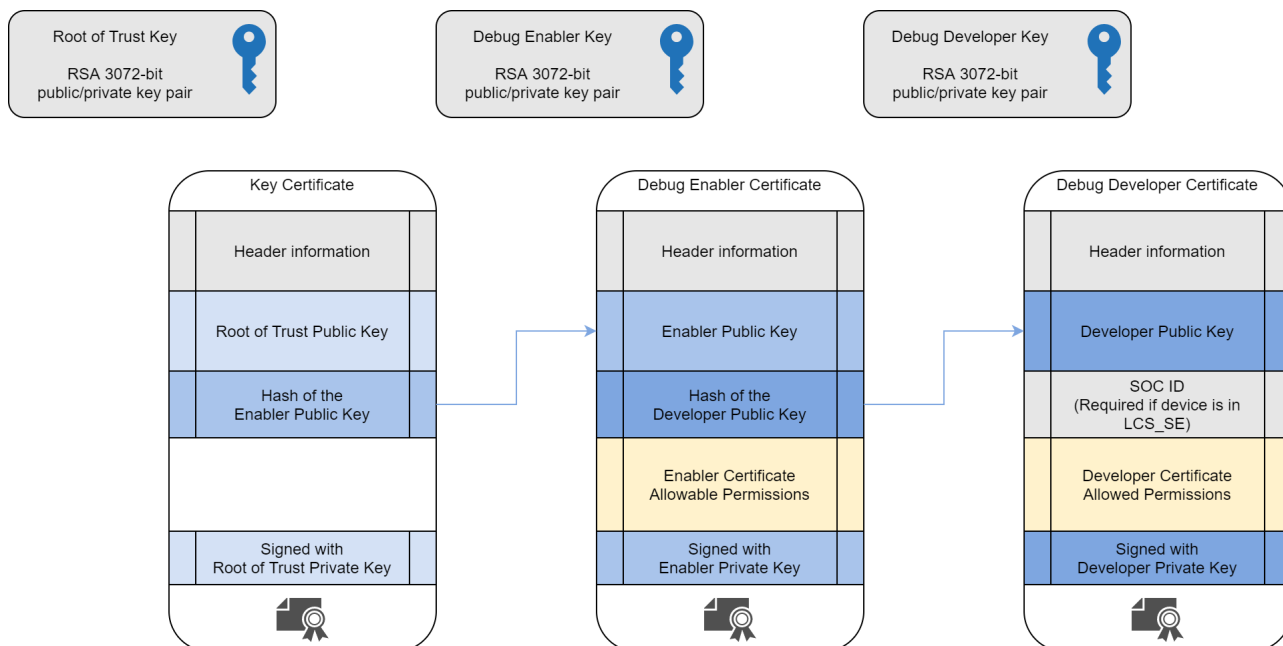 Root of Trust Key
RSA 3072-bit
public/private key pair
Debug Enabler Key
RSA 3072-bit
public/private key pair
Debug Developer Key
RSA 3072-bit
public/private key pair
Key Certificate
Header information
Root of Trust Public Key
Hash of the
Enabler Public Key
Signed with
Root of Trust Private Key
Debug Enabler Certificate
Header information
Enabler Public Key
Hash of the
Developer Public Key
Enabler Certificate
Allowable Permissions
Signed with
Enabler Private Key
Debug Developer Certificate
Header information
Developer Public Key
SOC ID
(Required if device is in
LCS_SE)
Developer Certificate
Allowed Permissions
Signed with
Developer Private Key